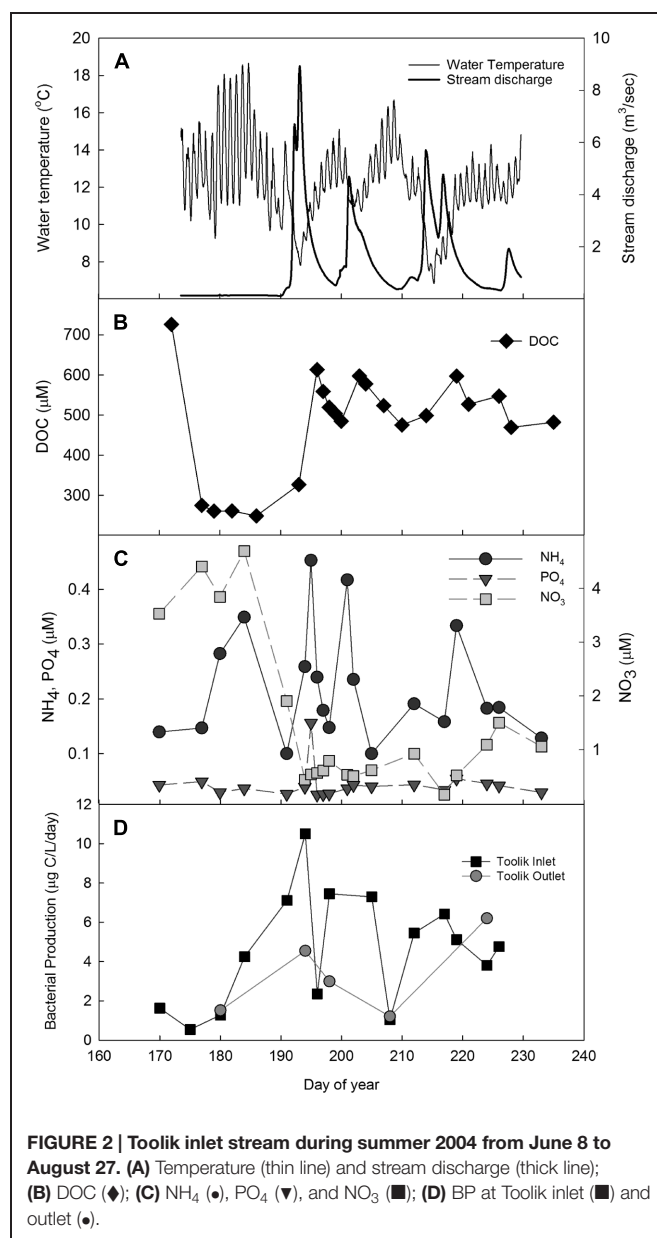 A
Water Temperature
Stream discharge
20
18
16
14
12
10
8
Water temperature (°C)
10
8
6
4
2
Stream discharge (m³/sec)
B
DOC
700
600
500
400
300
DOC (µM)
C
NH₄
PO₄
NO₃
0.4
0.3
0.2
0.1
NH₄, PO₄ (µM)
4
3
2
1
NO₃ (µM)
D
Toolik Inlet
Toolik Outlet
12
10
8
6
4
2
0
Bacterial Production (µg C/L/day)
160 170 180 190 200 210 220 230 240
Day of year
FIGURE 2 | Toolik inlet stream during summer 2004 from June 8 to
August 27. (A) Temperature (thin line) and stream discharge (thick line);
(B) DOC (♦); (C) NH₄ (•), PO₄ (▼), and NO₃ (■); (D) BP at Toolik inlet (■) and
outlet (•).